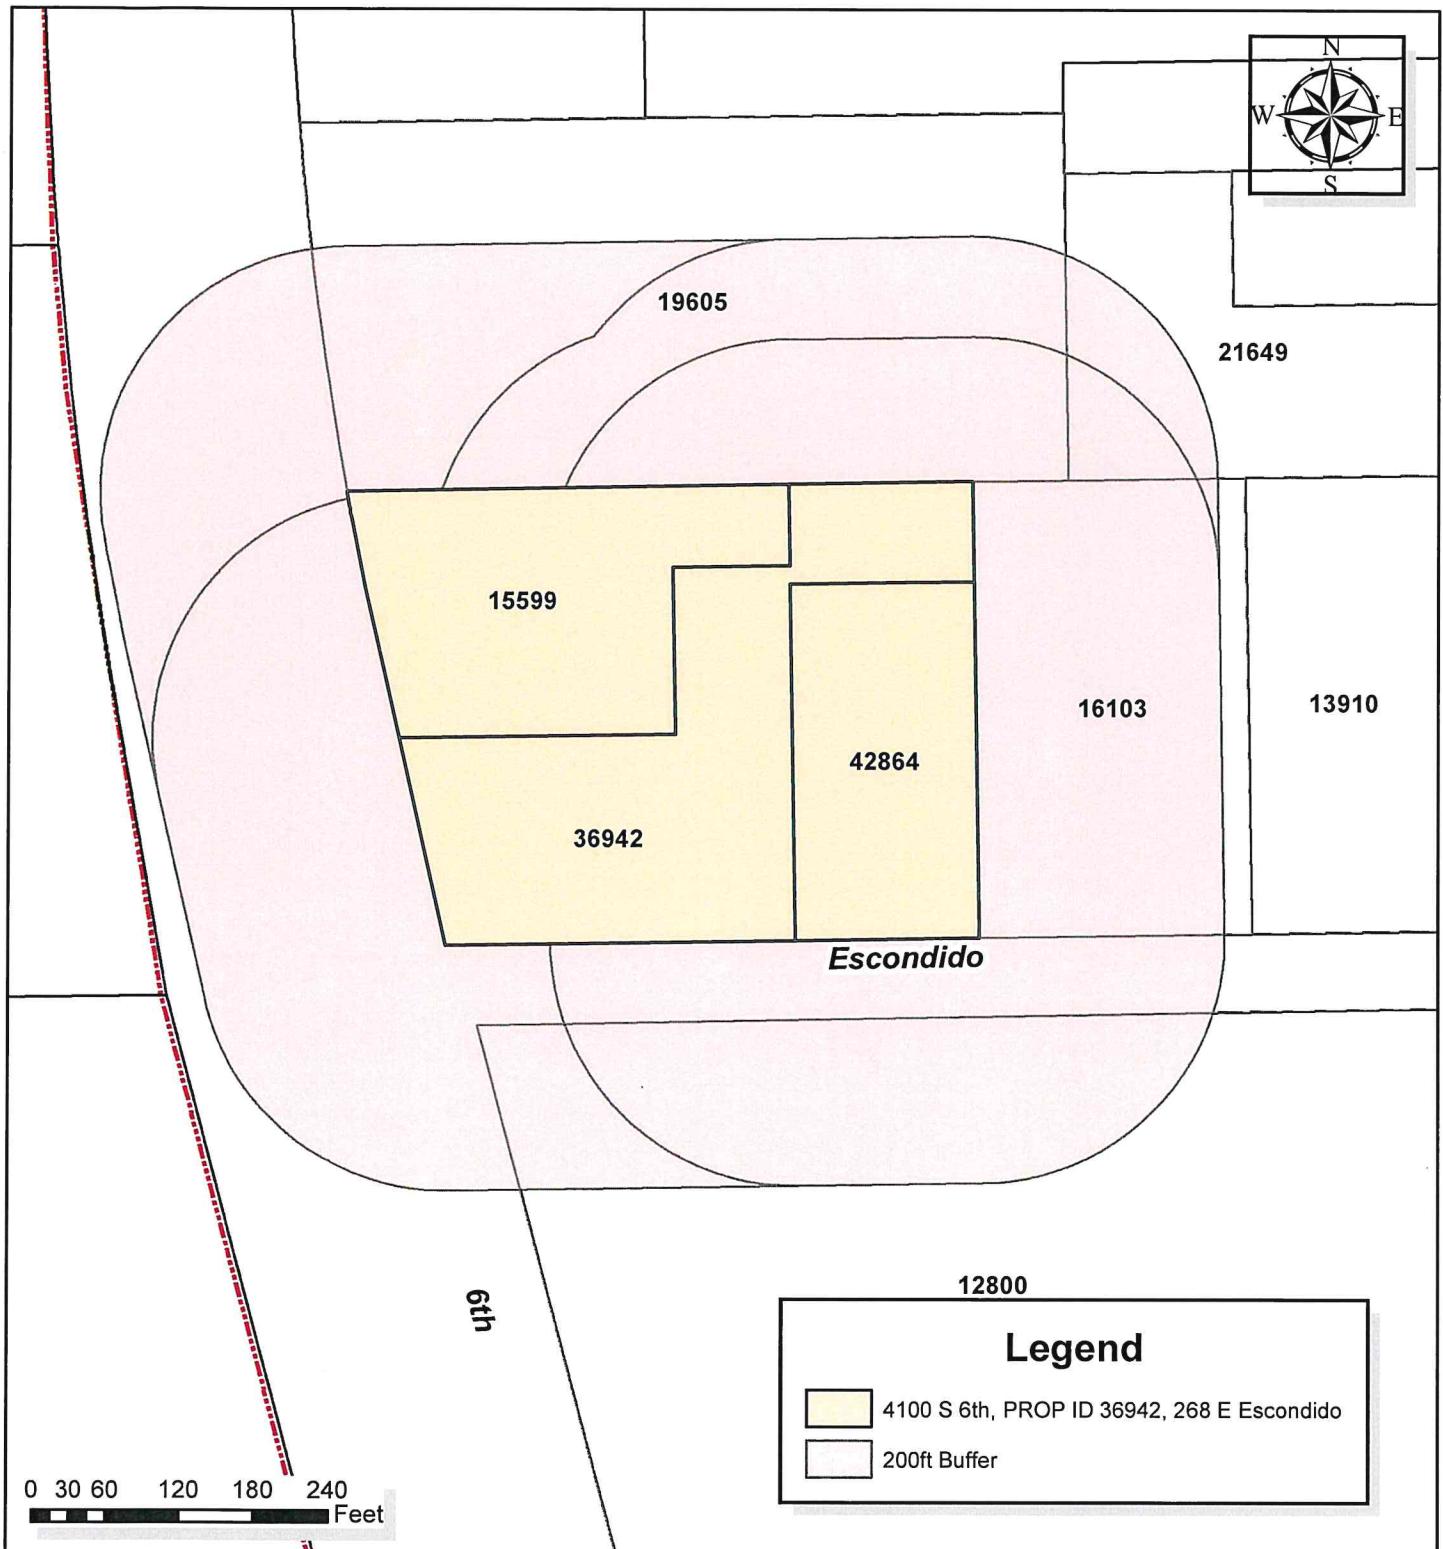 N
W E
S
19605
21649
15599
16103
13910
42864
36942
Escondido
12800
6th
Legend
4100 S 6th, PROP ID 36942, 268 E Escondido
200ft Buffer
0 30 60 120 180 240
Feet